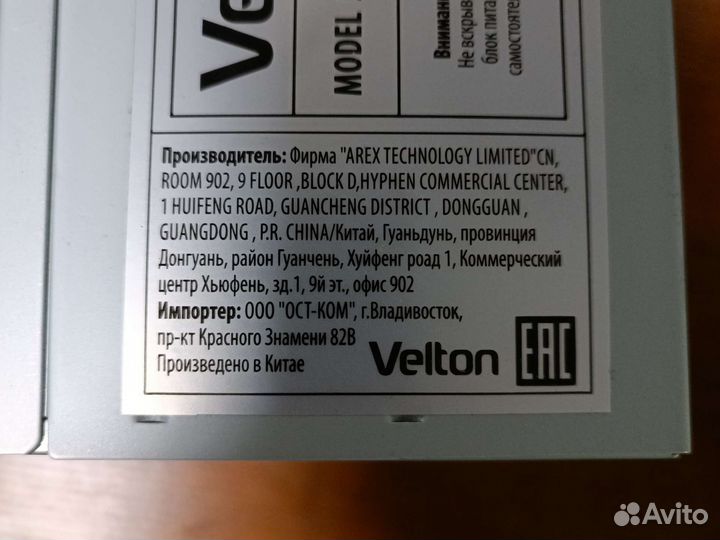 Ve
MODEL
Внимани
Не вскрыв
блок пита
самостояте
Производитель: Фирма "AREX TECHNOLOGY LIMITED"CN,
ROOM 902, 9 FLOOR ,BLOCK D,HYPHEN COMMERCIAL CENTER,
1 HUIFENG ROAD, GUANCHENG DISTRICT , DONGGUAN ,
GUANGDONG , P.R. CHINA/Китай, Гуаньдунь, провинция
Донгуань, район Гуанчень, Хуйфенг роад 1, Коммерческий
центр Хьюфень, зд.1, 9й эт., офис 902
Импортер: ООО "ОСТ-КОМ", г.Владивосток,
пр-кт Красного Знамени 82В
Произведено в Китае
Velton
EAC
Avito